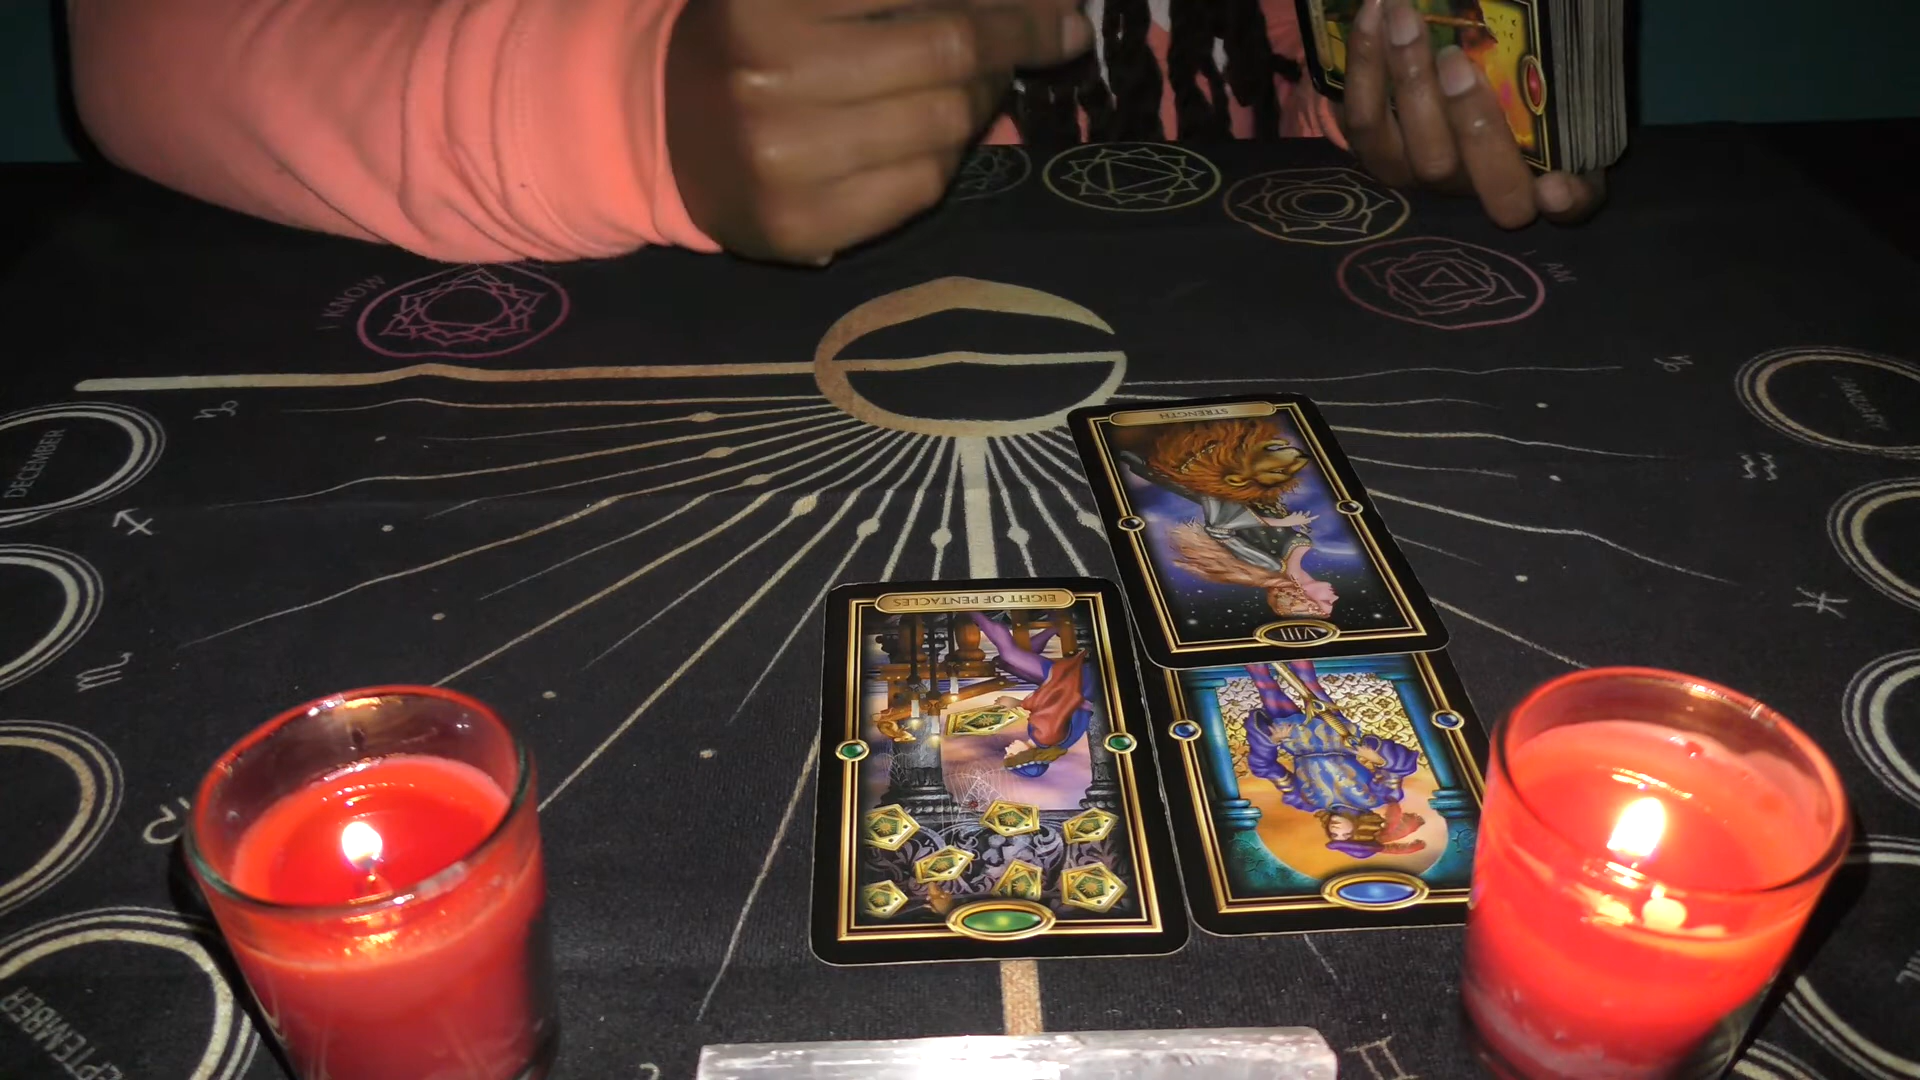 I KNOW
I AM
JANUARY
DECEMBER
STRENGTH
VIII
EIGHT OF PENTACLES